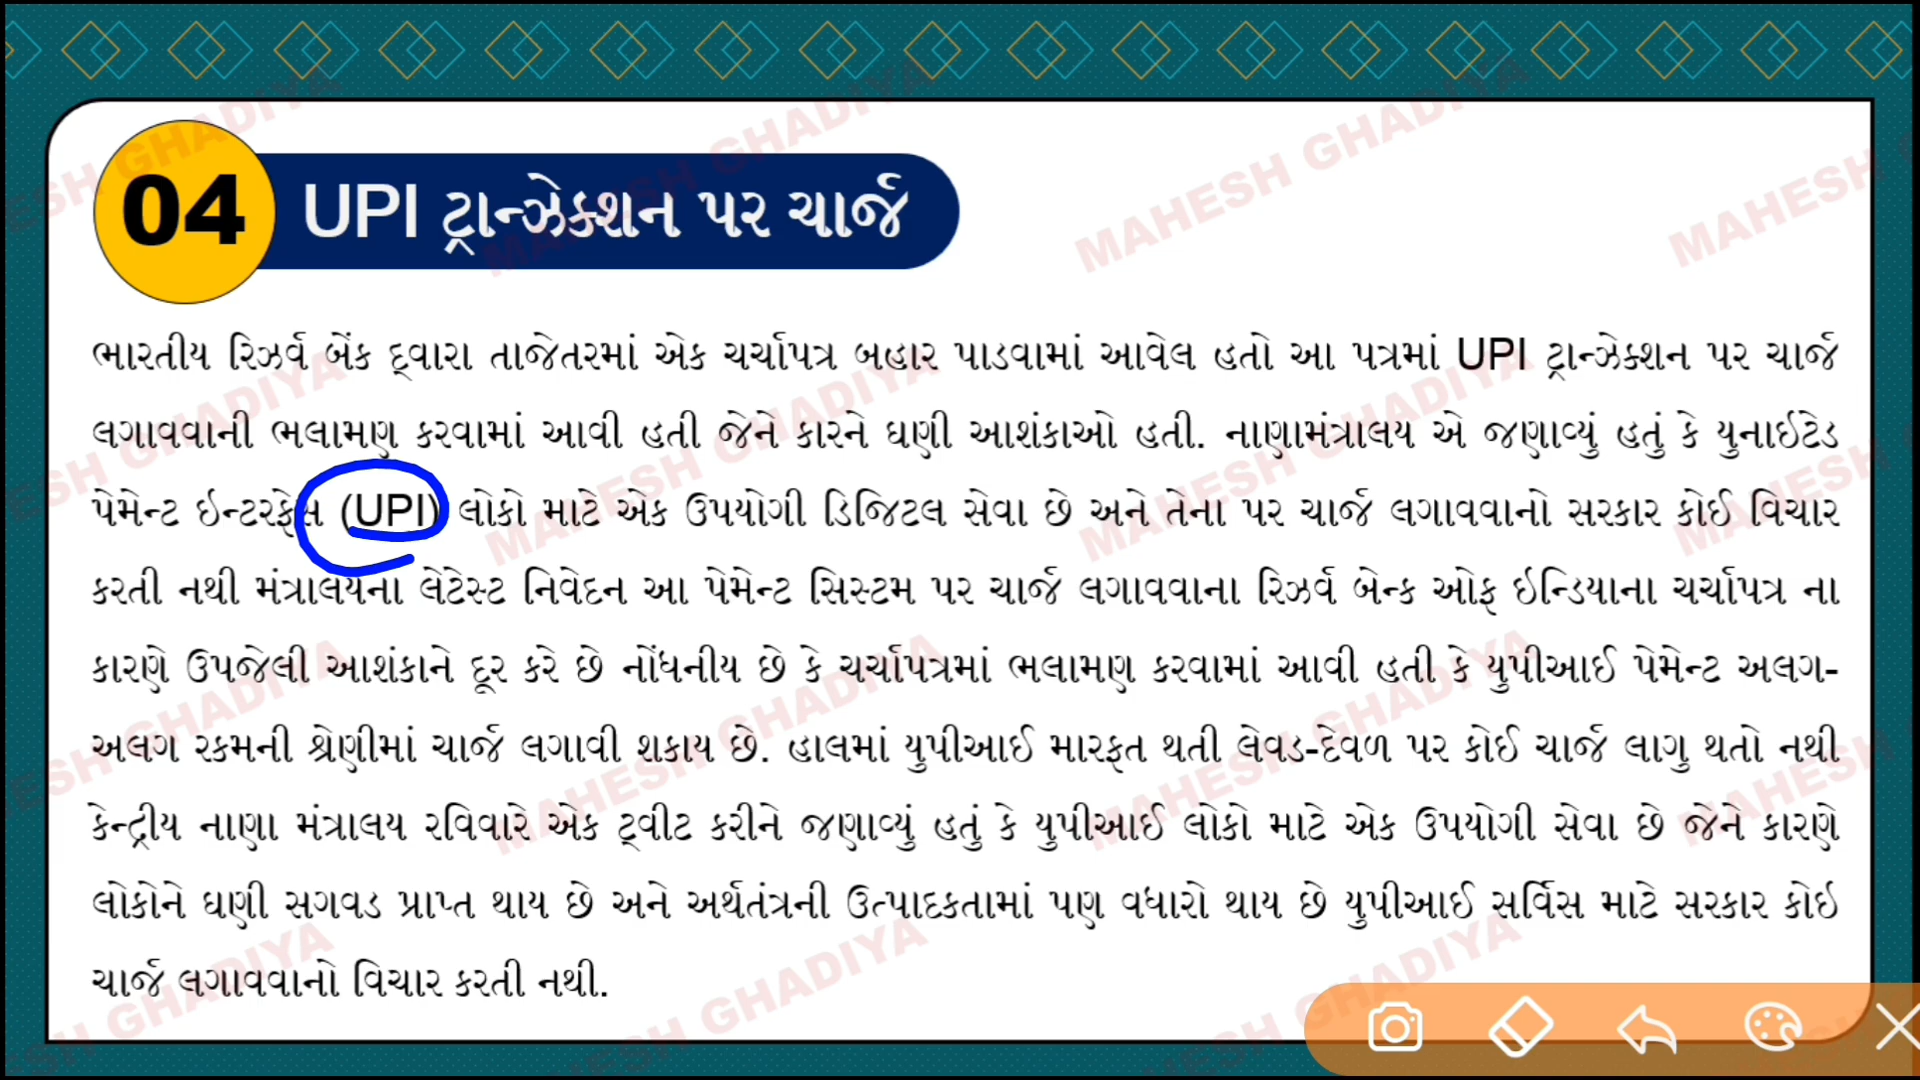 04
UPI ટ્રાન્ઝેક્શન પર ચાર્જ
ભારતીય રિઝર્વ બેંક દ્વારા તાજેતરમાં એક ચર્ચાપત્ર બહાર પાડવામાં આવેલ હતો આ પત્રમાં UPI ટ્રાન્ઝેક્શન પર ચાર્જ
લગાવવાની ભલામણ કરવામાં આવી હતી જેને કારને ઘણી આશંકાઓ હતી. નાણામંત્રાલય એ જણાવ્યું હતું કે યુનાઈટેડ
પેમેન્ટ ઇન્ટરફેસ (UPI) લોકો માટે એક ઉપયોગી ડિજિટલ સેવા છે અને તેના પર ચાર્જ લગાવવાનો સરકાર કોઈ વિચાર
કરતી નથી મંત્રાલયના લેટેસ્ટ નિવેદન આ પેમેન્ટ સિસ્ટમ પર ચાર્જ લગાવવાના રિઝર્વ બેન્ક ઓફ ઇન્ડિયાના ચર્ચાપત્ર ના
કારણે ઉપજેલી આશંકાને દૂર કરે છે નોંધનીય છે કે ચર્ચાપત્રમાં ભલામણ કરવામાં આવી હતી કે યુપીઆઈ પેમેન્ટ અલગ-
અલગ રકમની શ્રેણીમાં ચાર્જ લગાવી શકાય છે. હાલમાં યુપીઆઈ મારફત થતી લેવડ-દેવળ પર કોઈ ચાર્જ લાગુ થતો નથી
કેન્દ્રીય નાણા મંત્રાલય રવિવારે એક ટ્વીટ કરીને જણાવ્યું હતું કે યુપીઆઈ લોકો માટે એક ઉપયોગી સેવા છે જેને કારણે
લોકોને ઘણી સગવડ પ્રાપ્ત થાય છે અને અર્થતંત્રની ઉત્પાદકતામાં પણ વધારો થાય છે યુપીઆઈ સર્વિસ માટે સરકાર કોઇ
ચાર્જ લગાવવાનો વિચાર કરતી નથી.
MAHESH GHADIYA